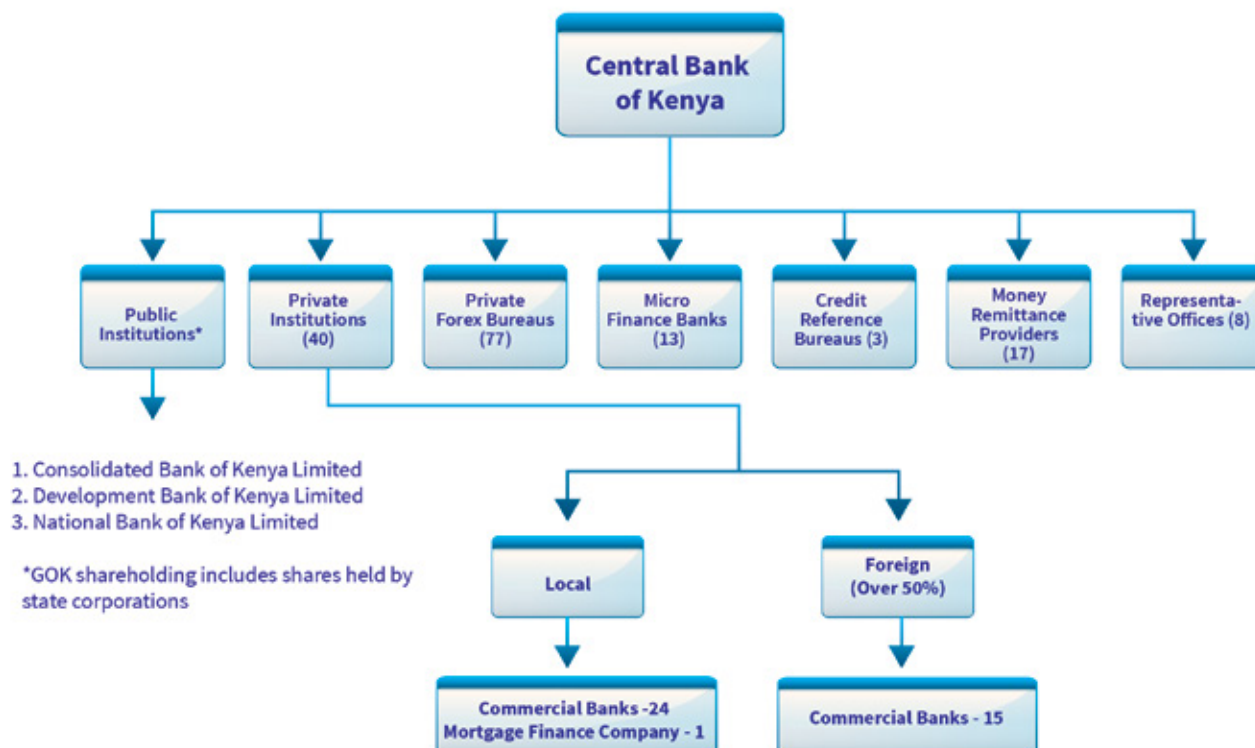 Central Bank
of Kenya
Public
Institutions*
Private
Institutions
(40)
Private
Forex Bureaus
(77)
Micro
Finance Banks
(13)
Credit
Reference
Bureaus (3)
Money
Remittance
Providers
(17)
Representa-
tive Offices (8)
1. Consolidated Bank of Kenya Limited
2. Development Bank of Kenya Limited
3. National Bank of Kenya Limited
*GOK shareholding includes shares held by
state corporations
Local
Foreign
(Over 50%)
Commercial Banks -24
Mortgage Finance Company - 1
Commercial Banks - 15